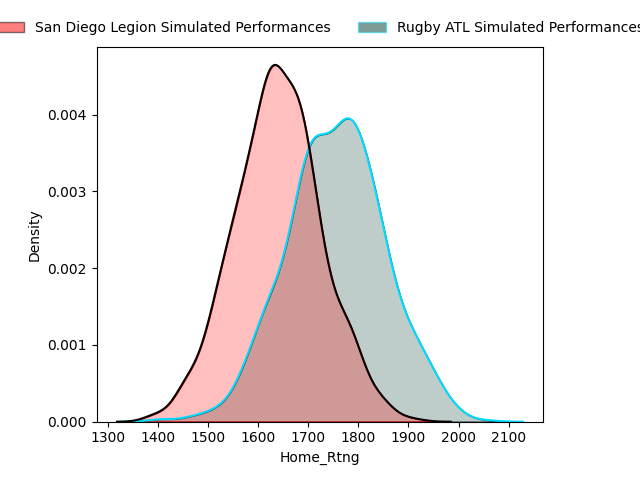 San Diego Legion Simulated Performances Rugby ATL Simulated Performances
0.004
0.003
0.002
0.001
0.000
Density
1300 1400 1500 1600 1700 1800 1900 2000 2100
Home_Rtng